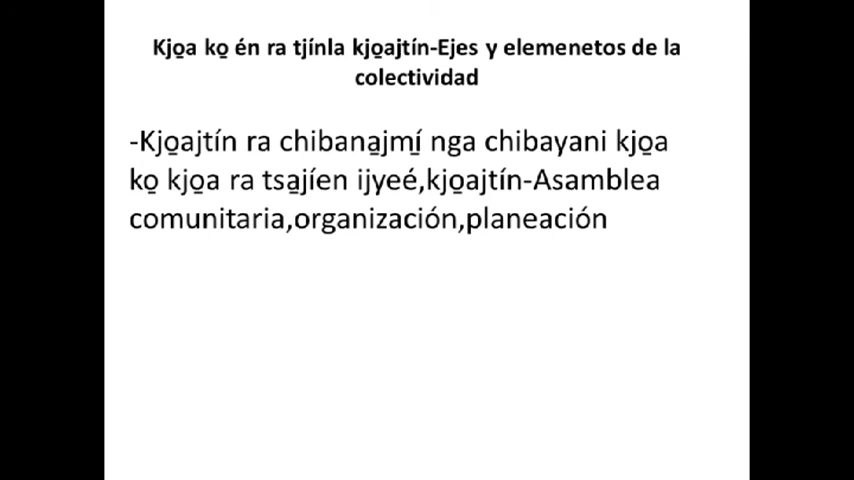 Kjo̱a ko̱ én ra tjínla kjo̱ajtín-Ejes y elemenetos de la
colectividad
-Kjo̱ajtín ra chibana̱jmí̱ nga chibayani kjo̱a
ko̱ kjo̱a ra tsa̱jíen ijyeé,kjo̱ajtín-Asamblea
comunitaria,organización,planeación